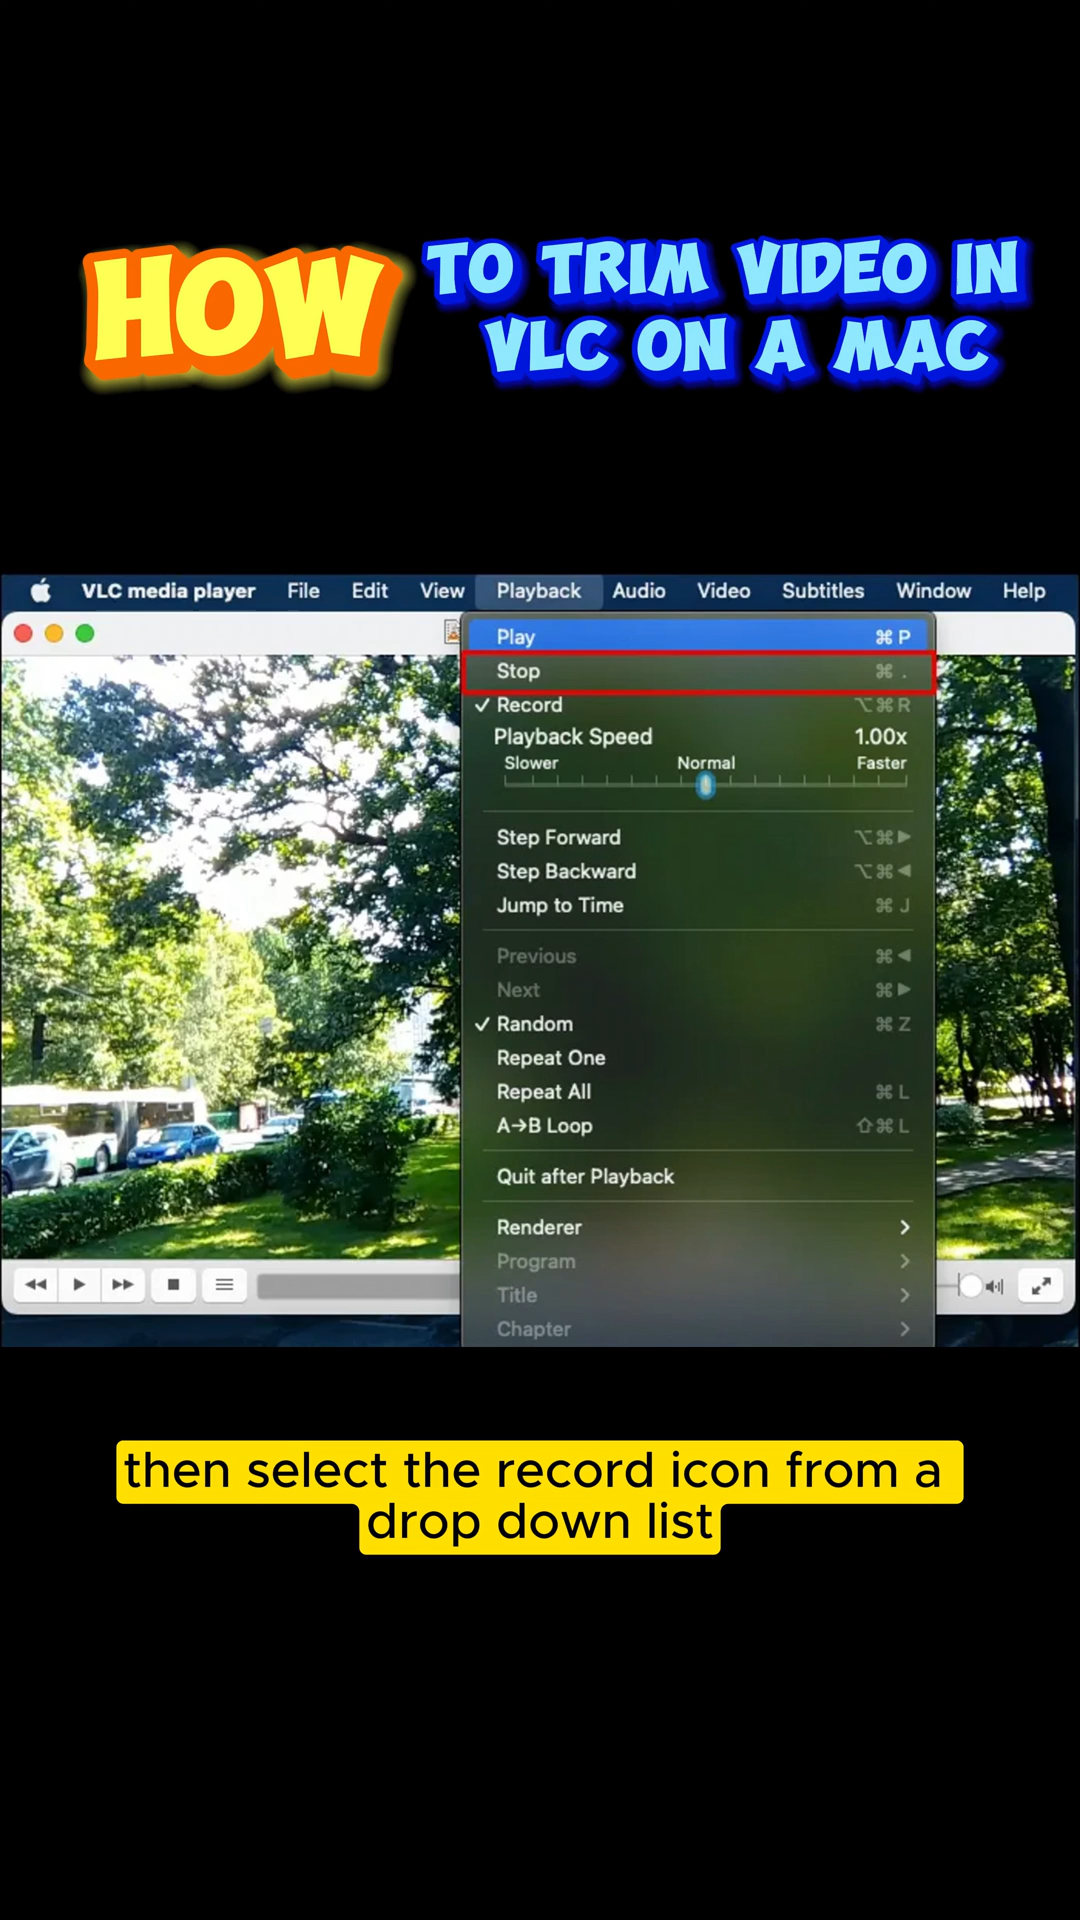 HOW
TO TRIM VIDEO IN
VLC ON A MAC
VLC media player File Edit View Playback Audio Video Subtitles Window Help
Play ⌘ P
Stop ⌘ .
✓ Record ⌥⌘R
Playback Speed 1.00x
Slower Normal Faster
Step Forward ⌥⌘▶
Step Backward ⌥⌘◀
Jump to Time ⌘ J
Previous ⌘◀
Next ⌘▶
✓ Random ⌘ Z
Repeat One
Repeat All ⌘ L
A→B Loop ⇧⌘ L
Quit after Playback
Renderer >
Program >
Title >
Chapter >
then select the record icon from a
drop down list